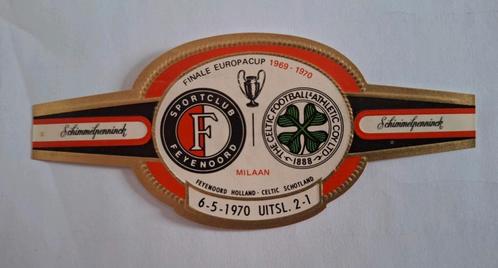 FINALE EUROPACUP 1969-1970
SPORTCLUB
F
FEYENOORD
THE CELTIC FOOTBALL & ATHLETIC COY. LTD.
1888
Schimmelpenninck
Schimmelpenninck
MILAAN
FEYENOORD HOLLAND - CELTIC SCHOTLAND
6-5-1970 UITSL. 2-1